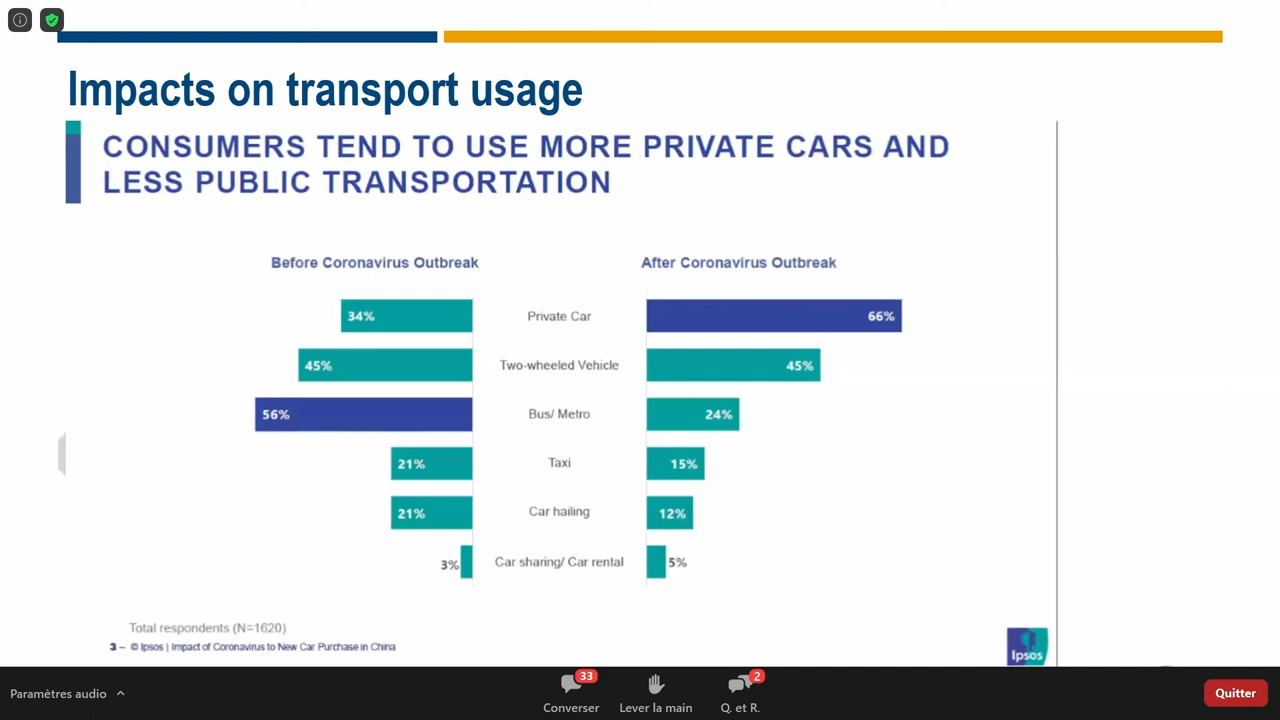 Impacts on transport usage
CONSUMERS TEND TO USE MORE PRIVATE CARS AND
LESS PUBLIC TRANSPORTATION
Before Coronavirus Outbreak
After Coronavirus Outbreak
34% Private Car 66%
45% Two-wheeled Vehicle 45%
56% Bus/ Metro 24%
21% Taxi 15%
21% Car hailing 12%
3% Car sharing/ Car rental 5%
Total respondents (N=1620)
3 – © Ipsos | Impact of Coronavirus to New Car Purchase in China
Ipsos
Paramètres audio
33
Converser
Lever la main
2
Q. et R.
Quitter